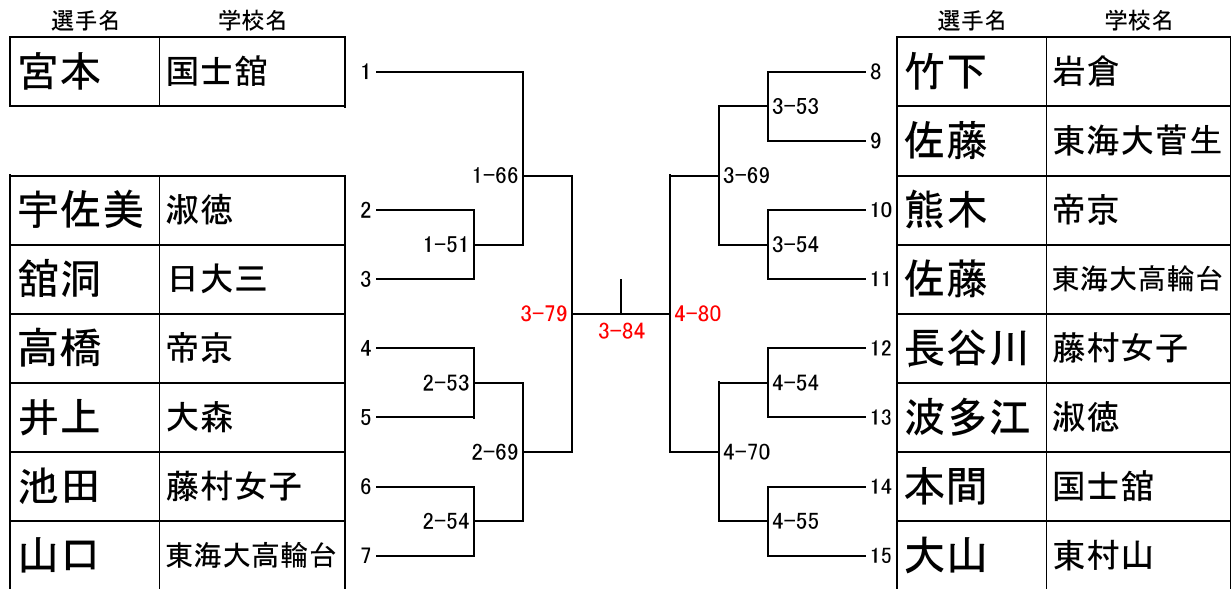 選手名 学校名 選手名 学校名
宮本 国士舘 1 8 竹下 岩倉
3-53
9 佐藤 東海大菅生
1-66 3-69
宇佐美 淑徳 2 10 熊木 帝京
1-51 3-54
舘洞 日大三 3 11 佐藤 東海大高輪台
3-79 3-84 4-80
高橋 帝京 4 12 長谷川 藤村女子
2-53 4-54
井上 大森 5 13 波多江 淑徳
2-69 4-70
池田 藤村女子 6 14 本間 国士舘
2-54 4-55
山口 東海大高輪台 7 15 大山 東村山